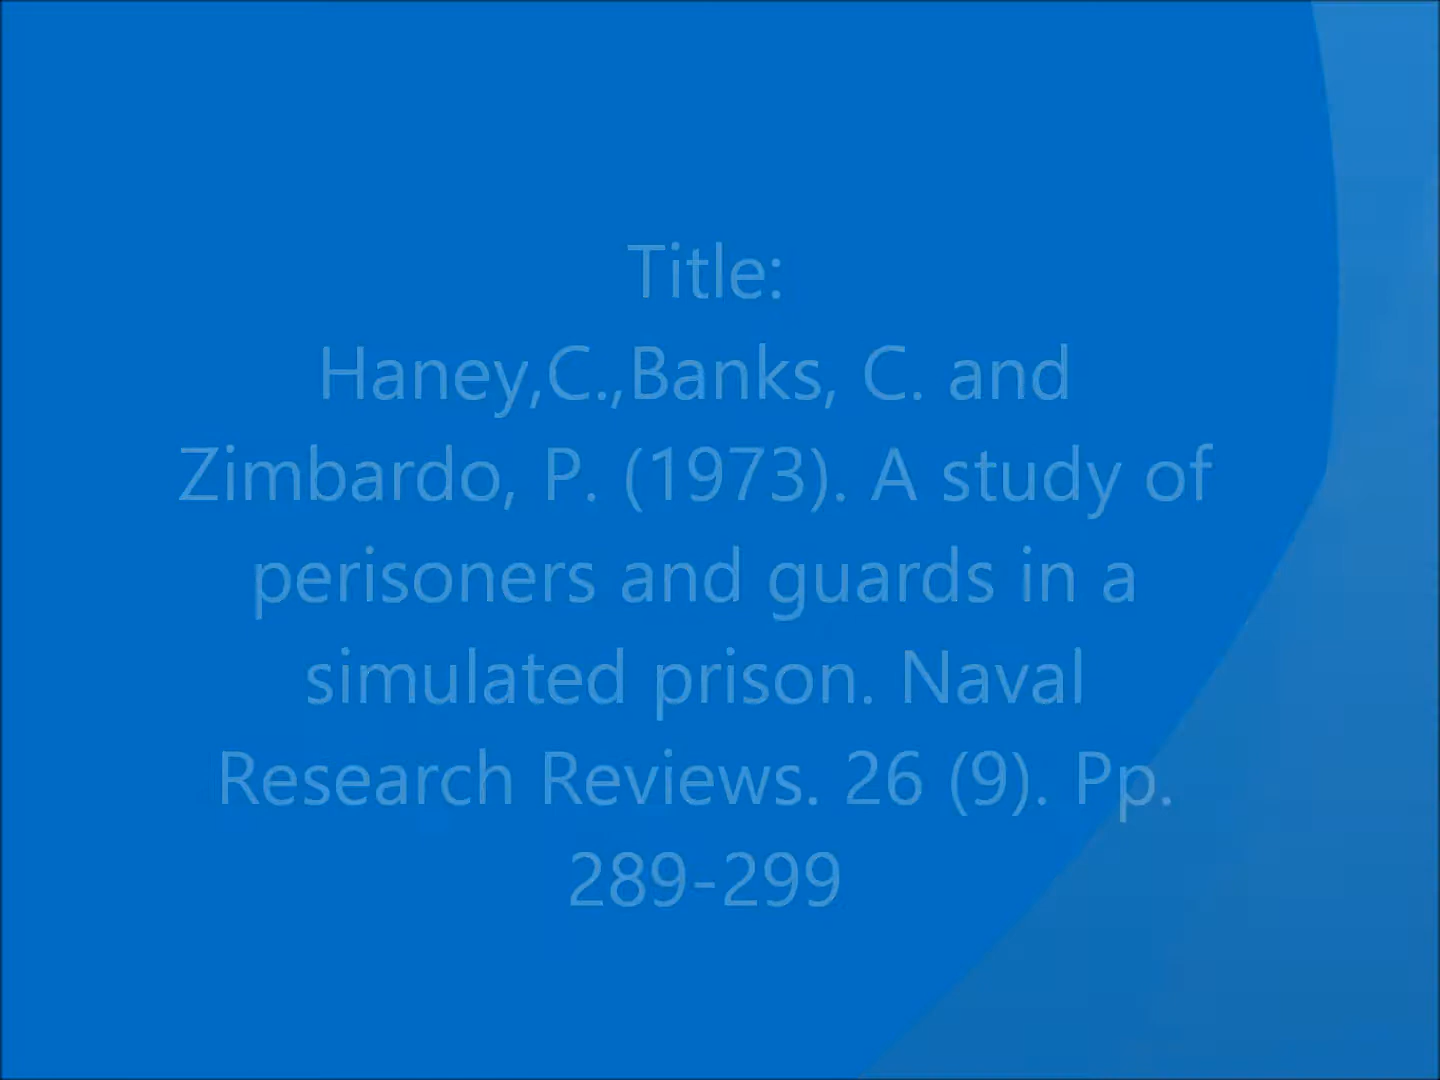 Title:
Haney,C.,Banks, C. and
Zimbardo, P. (1973). A study of
perisoners and guards in a
simulated prison. Naval
Research Reviews. 26 (9). Pp.
289-299